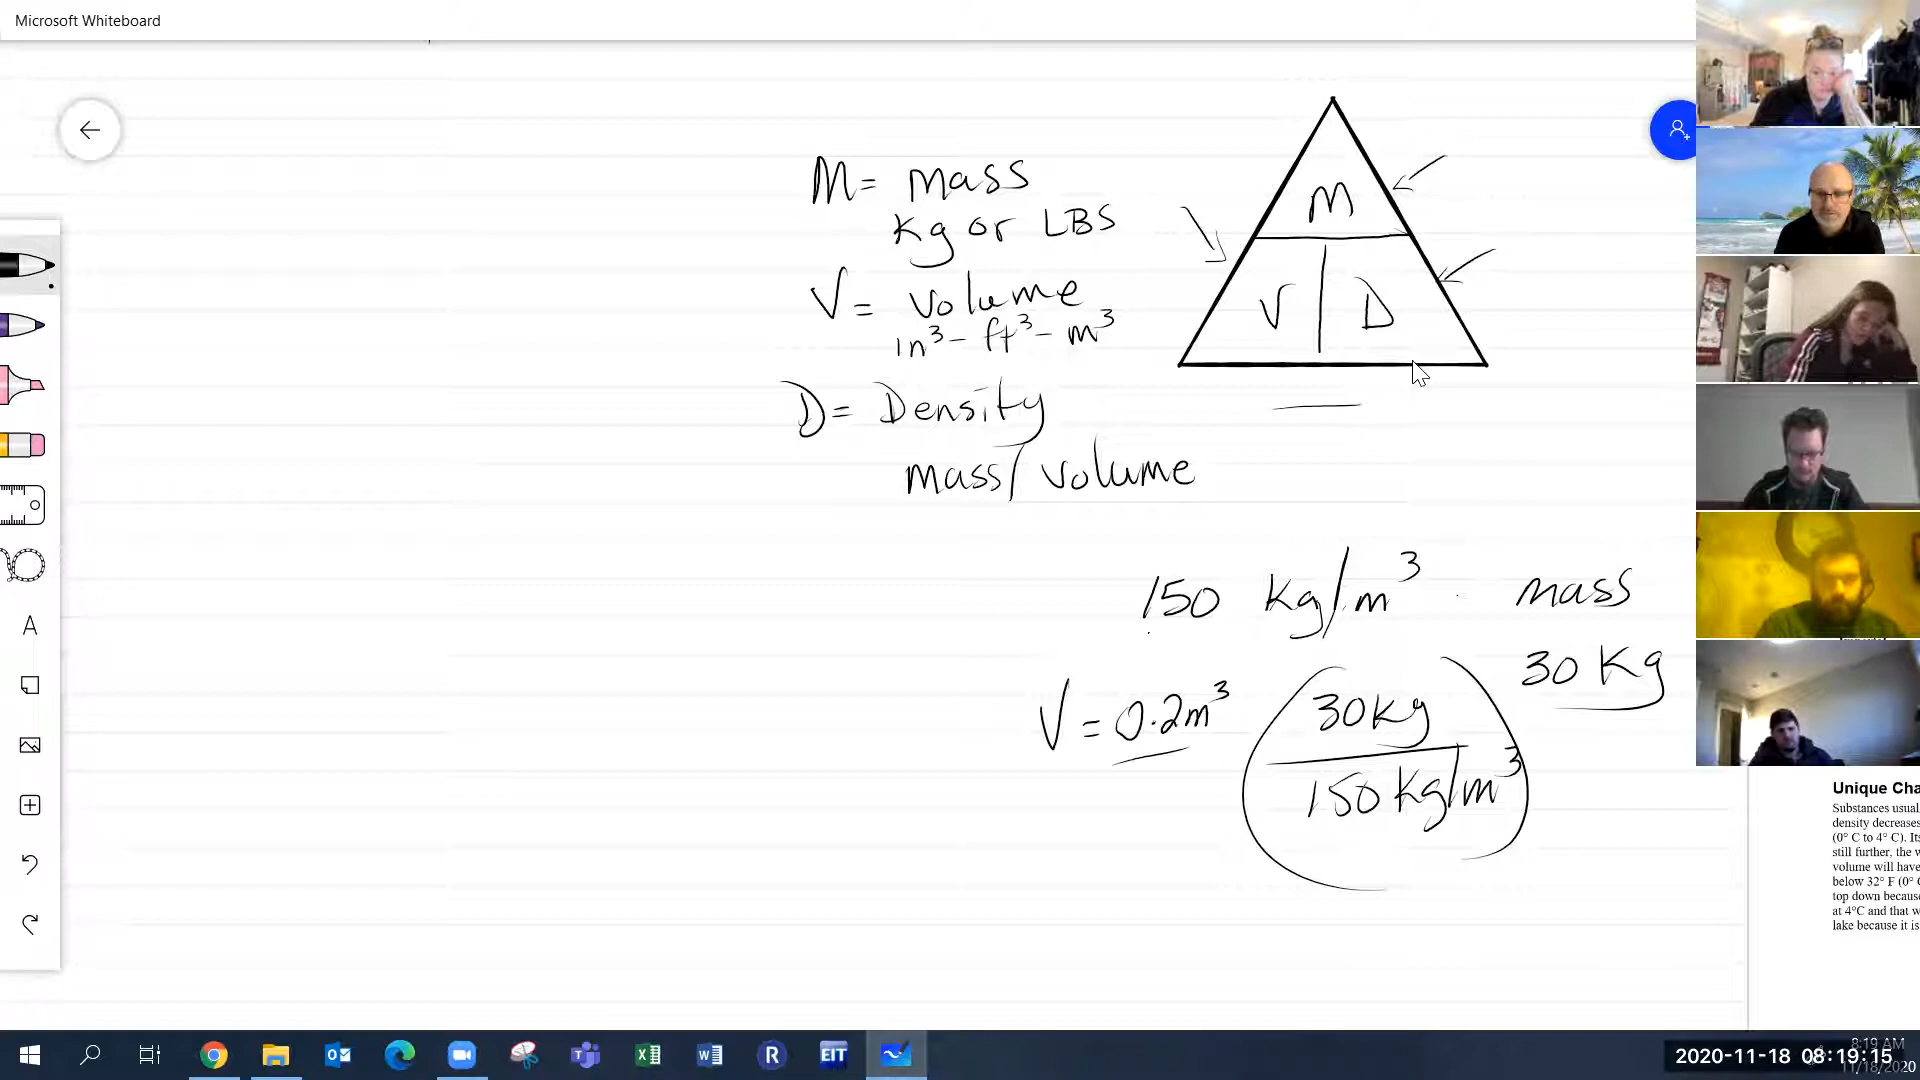 Microsoft Whiteboard
M = mass
Kg or LBS
V = volume
in³ - ft³ - m³
D = Density
mass / volume
M
V D
150 Kg/m³ mass
30 Kg
V = 0.2m³ 30Kg
150 Kg/m³
A
Unique Cha
Substances usual
density decreases
(0° C to 4° C). Its
still further, the w
volume will have
below 32° F (0° C
top down because
at 4°C and that w
lake because it is
EIT
2020-11-18 08:19:15
8:19 AM
11/18/2020